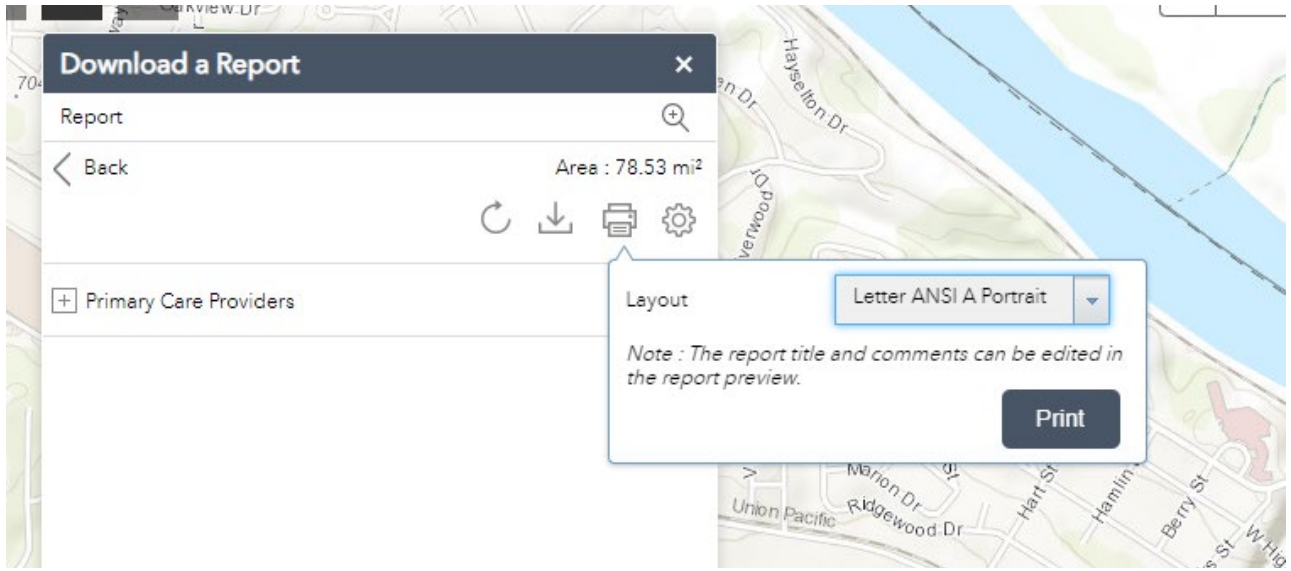 Download a Report
Report
Back
Area : 78.53 mi²
Primary Care Providers
Layout
Letter ANSI A Portrait
Note : The report title and comments can be edited in
the report preview.
Print
Hayselton Dr
Marion Dr
Ridgewood Dr
Union Pacific
Hart St
Hamlin
Berry St